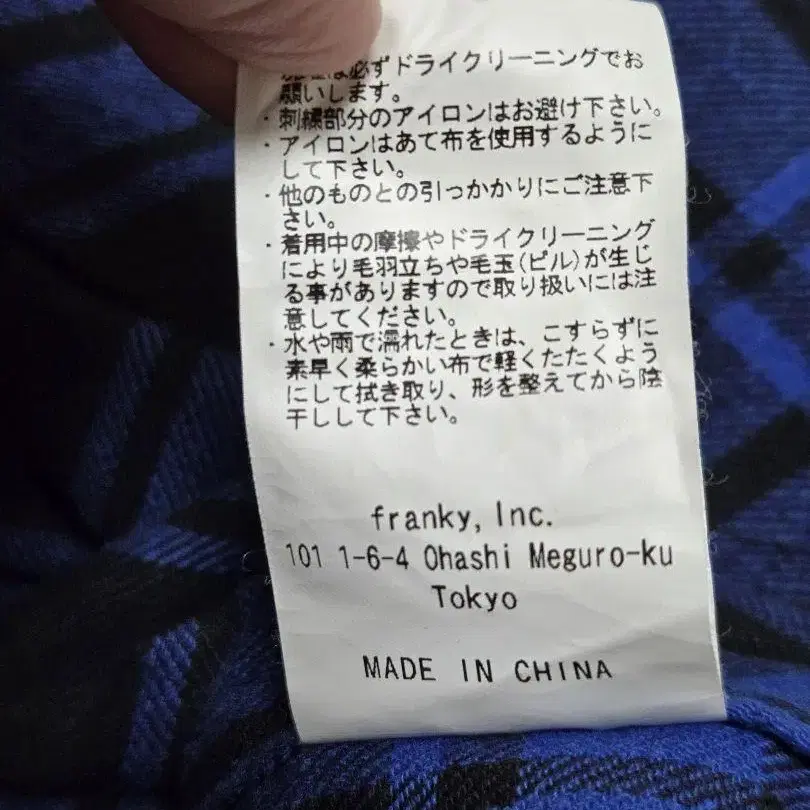 は必ずドライクリーニングでお
願いします。
・刺繍部分のアイロンはお避け下さい。
・アイロンはあて布を使用するように
して下さい。
・他のものとの引っかかりにご注意下
さい。
・着用中の摩擦やドライクリーニング
により毛羽立ちや毛玉(ピル)が生じ
る事がありますので取り扱いには注
意してください。
・水や雨で濡れたときは、こすらずに
素早く柔らかい布で軽くたたくよう
にして拭き取り、形を整えてから陰
干しして下さい。
franky, Inc.
101 1-6-4 Ohashi Meguro-ku
Tokyo
MADE IN CHINA